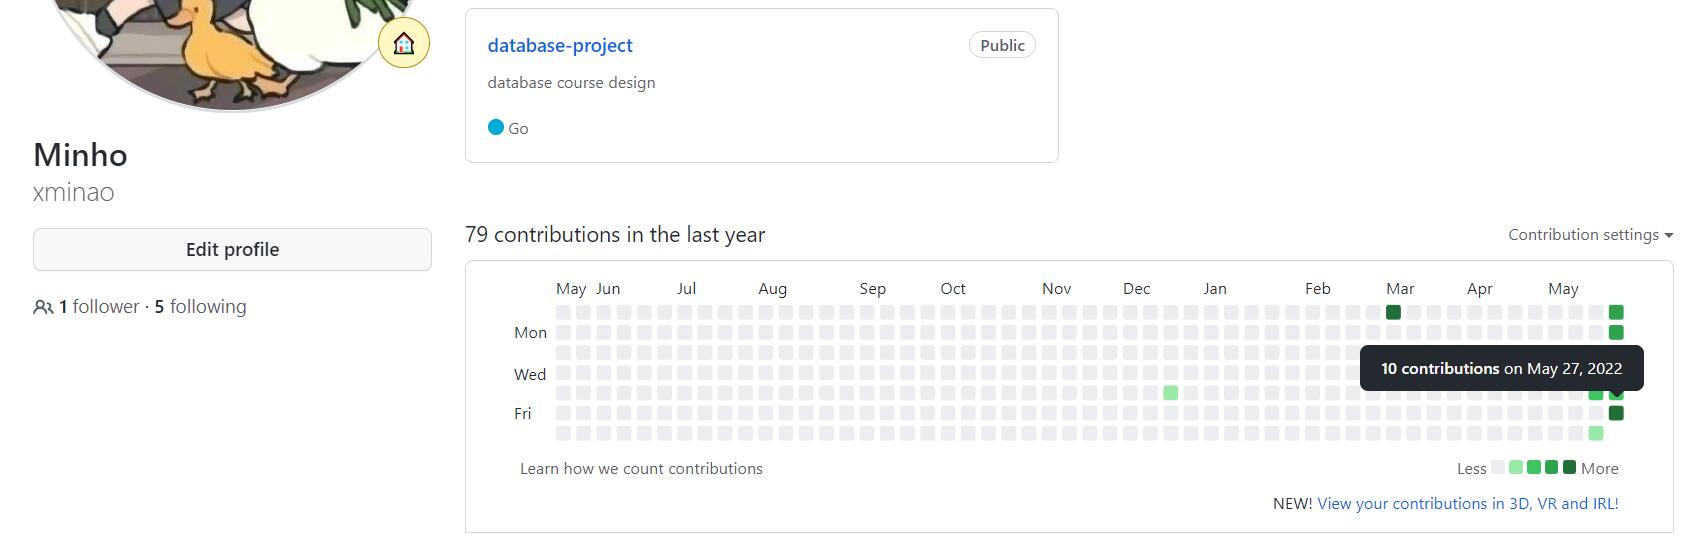 database-project
Public
database course design
Go
Minho
xminao
Edit profile
1 follower · 5 following
79 contributions in the last year
Contribution settings
May Jun Jul Aug Sep Oct Nov Dec Jan Feb Mar Apr May
Mon
Wed
10 contributions on May 27, 2022
Fri
Learn how we count contributions
Less
More
NEW! View your contributions in 3D, VR and IRL!